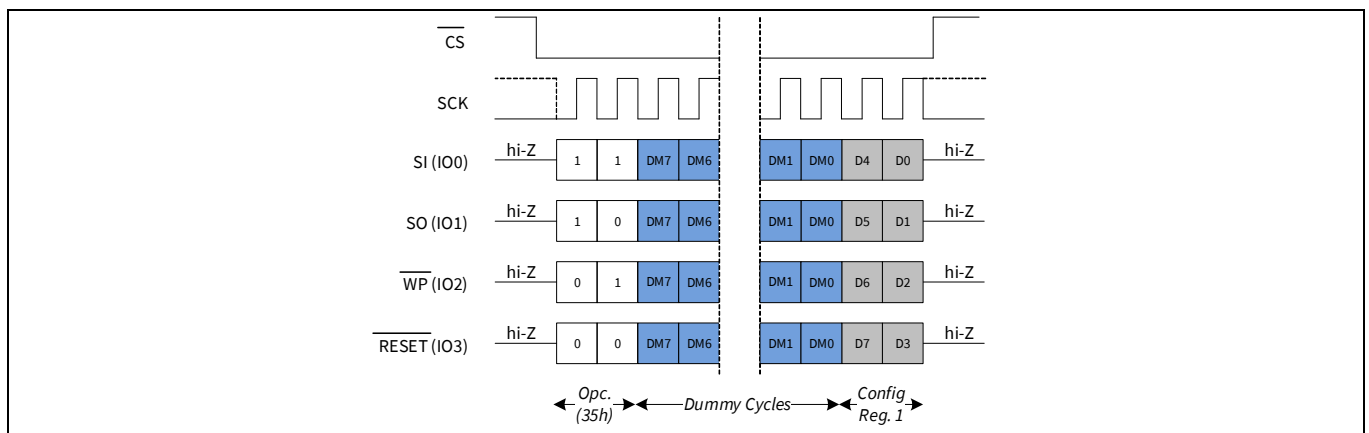 CS
SCK
SI (IO0) hi-Z 1 1 DM7 DM6 DM1 DM0 D4 D0 hi-Z
SO (IO1) hi-Z 1 0 DM7 DM6 DM1 DM0 D5 D1 hi-Z
WP (IO2) hi-Z 0 1 DM7 DM6 DM1 DM0 D6 D2 hi-Z
RESET (IO3) hi-Z 0 0 DM7 DM6 DM1 DM0 D7 D3 hi-Z
Opc. Dummy Cycles Config
(35h) Reg. 1